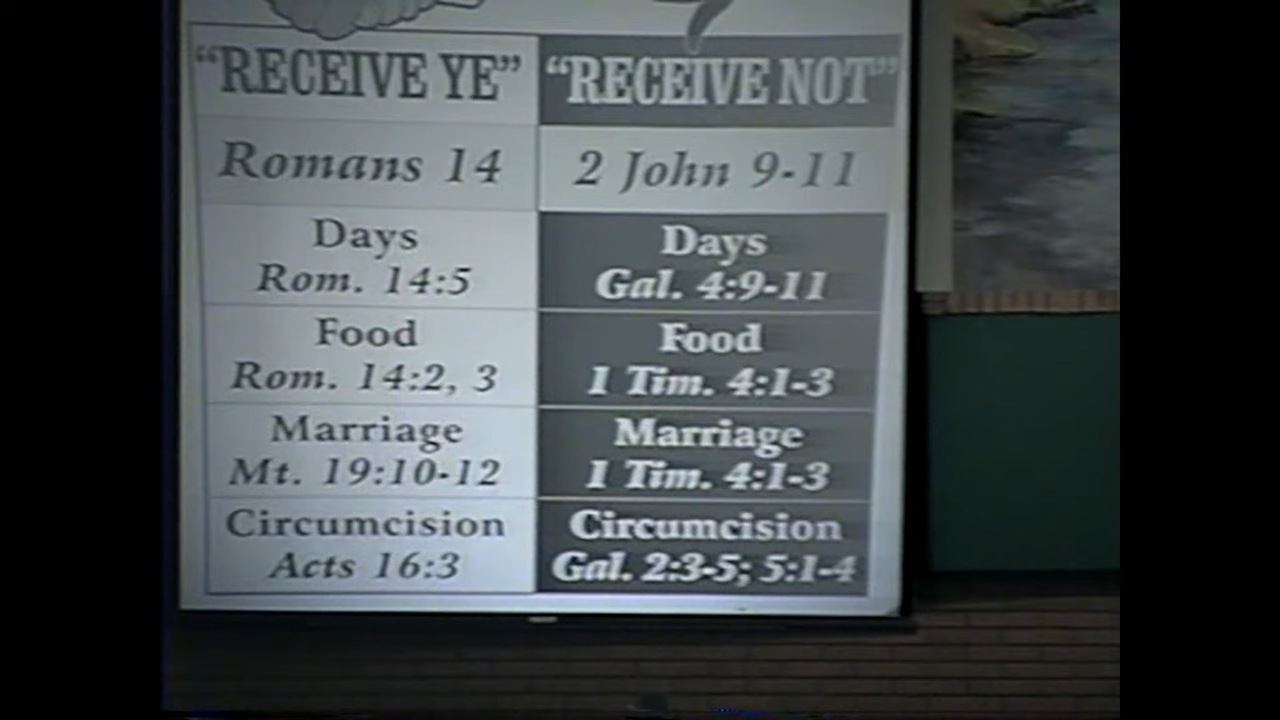 “RECEIVE YE” “RECEIVE NOT”
Romans 14 2 John 9-11
Days Days
Rom. 14:5 Gal. 4:9-11
Food Food
Rom. 14:2, 3 1 Tim. 4:1-3
Marriage Marriage
Mt. 19:10-12 1 Tim. 4:1-3
Circumcision Circumcision
Acts 16:3 Gal. 2:3-5; 5:1-4